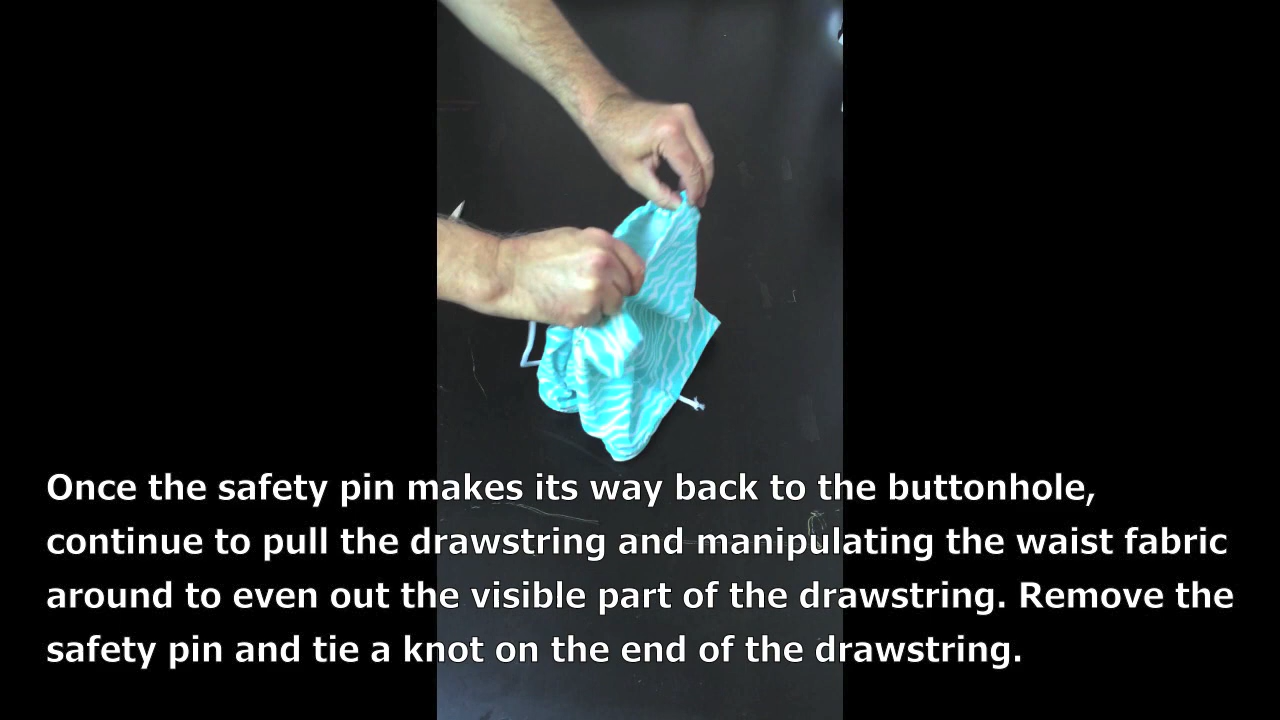 Once the safety pin makes its way back to the buttonhole,
continue to pull the drawstring and manipulating the waist fabric
around to even out the visible part of the drawstring. Remove the
safety pin and tie a knot on the end of the drawstring.